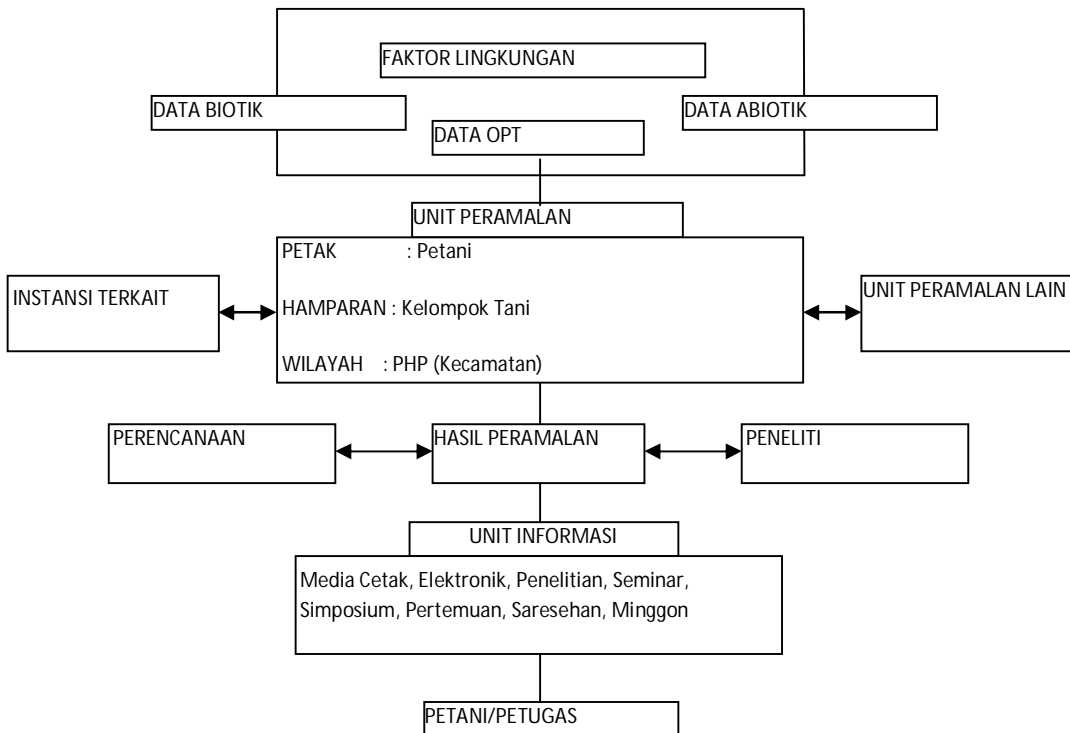 FAKTOR LINGKUNGAN
DATA BIOTIK
DATA ABIOTIK
DATA OPT
UNIT PERAMALAN
PETAK : Petani
HAMPARAN : Kelompok Tani
WILAYAH : PHP (Kecamatan)
INSTANSI TERKAIT
UNIT PERAMALAN LAIN
PERENCANAAN
HASIL PERAMALAN
PENELITI
UNIT INFORMASI
Media Cetak, Elektronik, Penelitian, Seminar,
Simposium, Pertemuan, Saresehan, Minggon
PETANI/PETUGAS